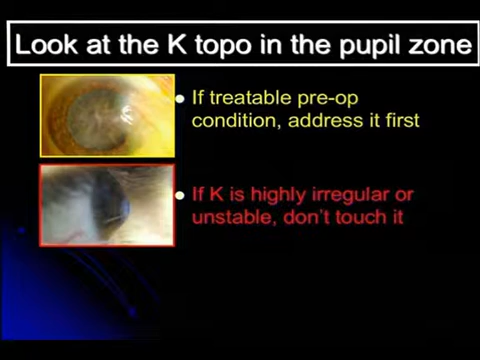 Look at the K topo in the pupil zone
If treatable pre-op
condition, address it first
If K is highly irregular or
unstable, don't touch it